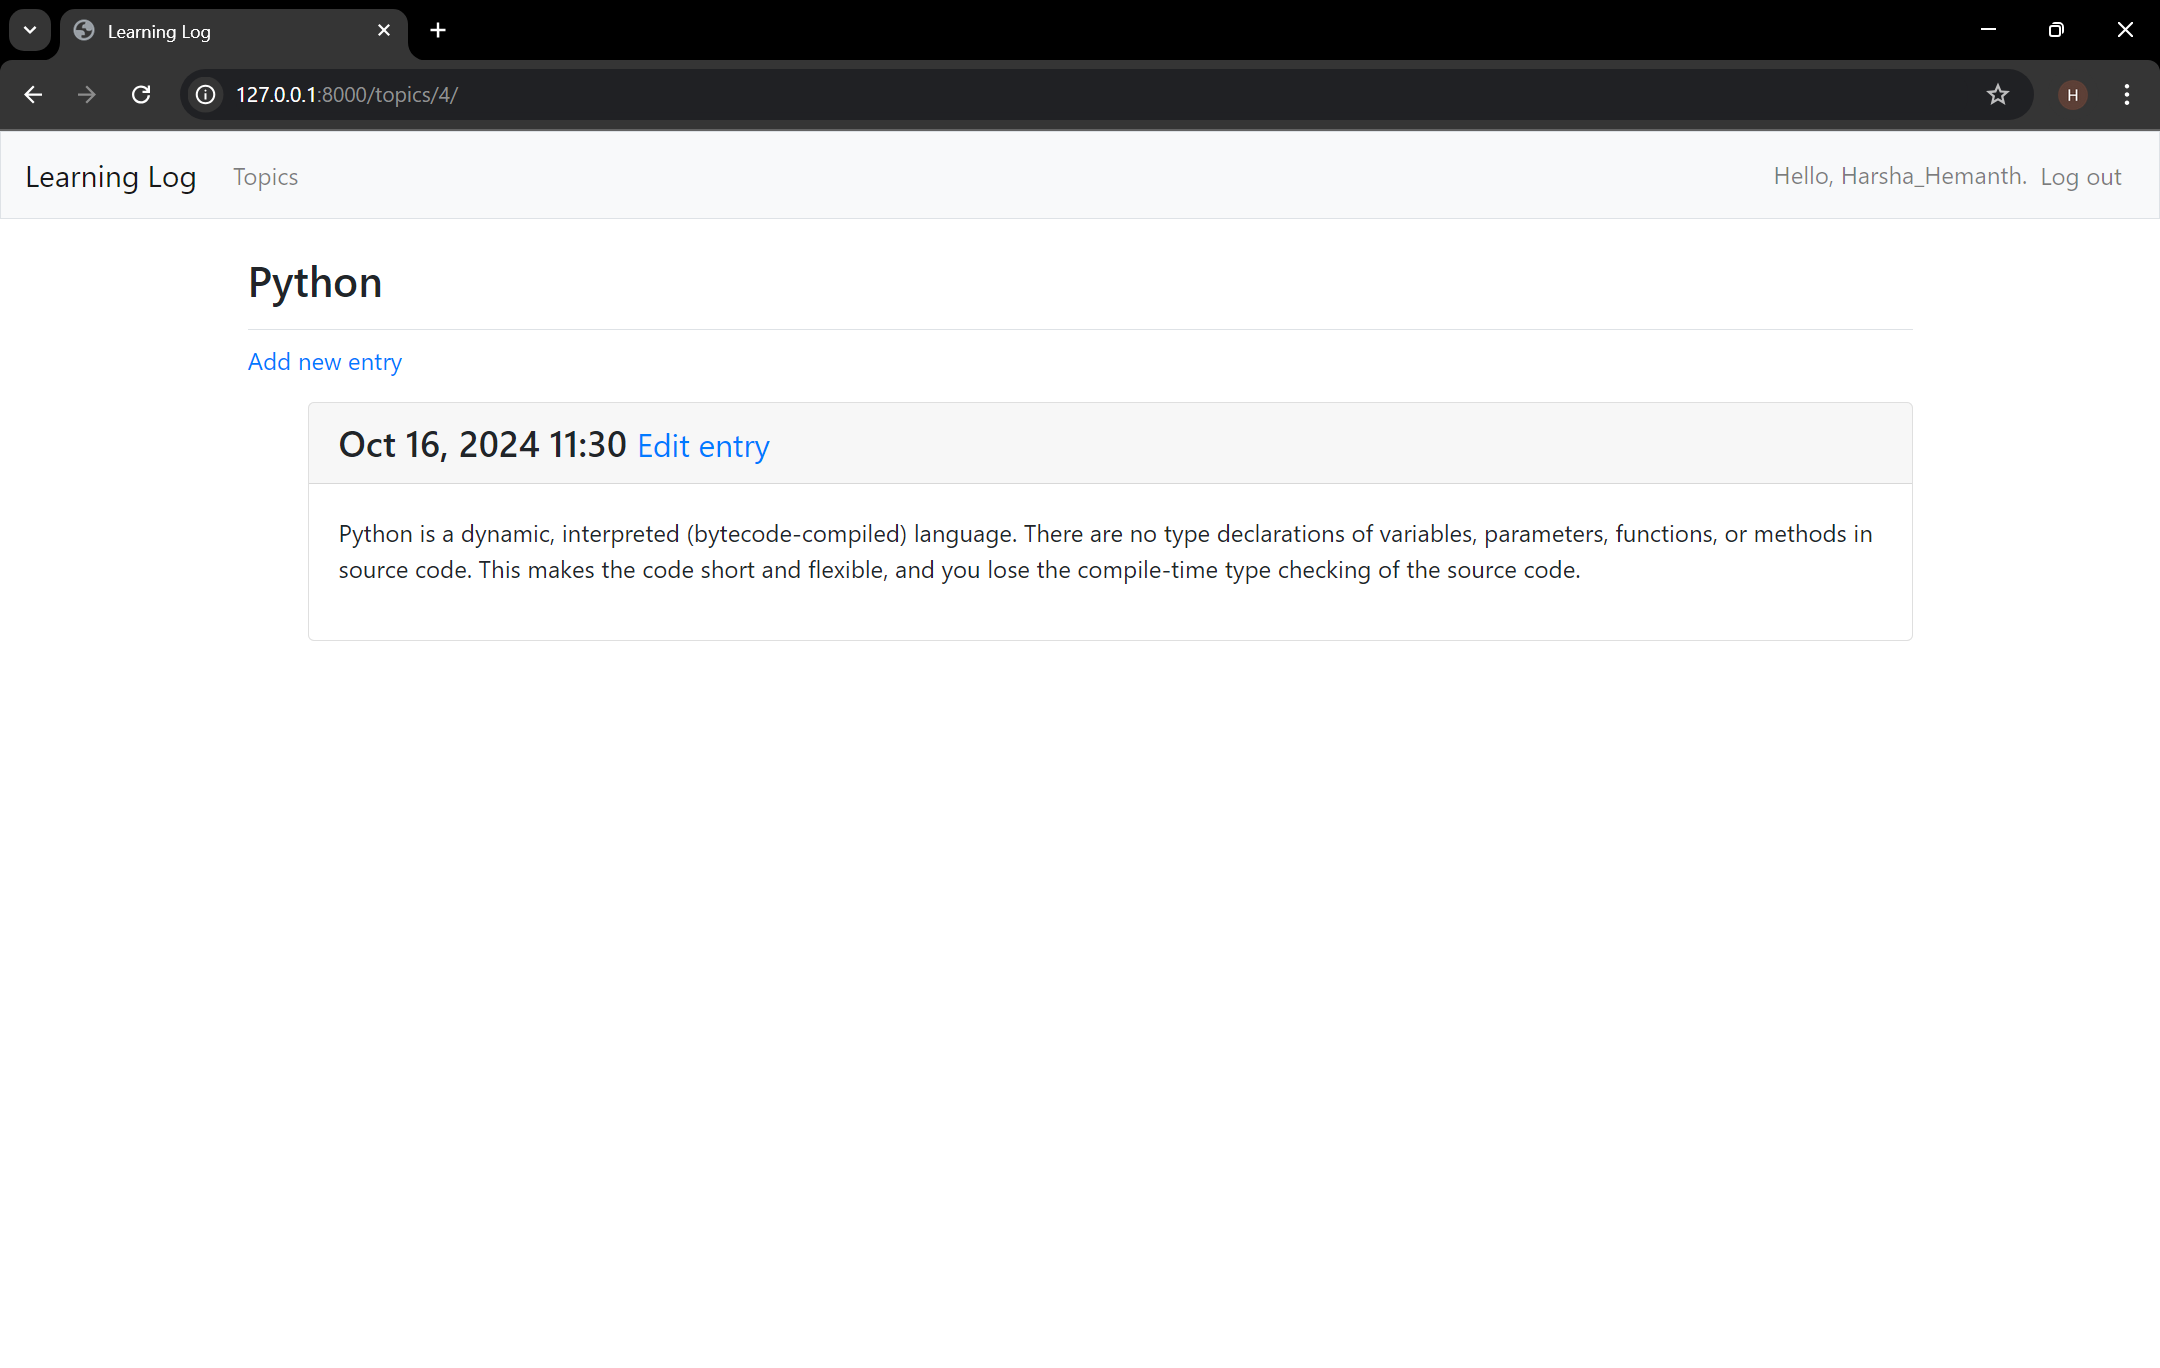 Learning Log
127.0.0.1:8000/topics/4/
H
Learning Log Topics Hello, Harsha_Hemanth. Log out
Python
Add new entry
Oct 16, 2024 11:30 Edit entry
Python is a dynamic, interpreted (bytecode-compiled) language. There are no type declarations of variables, parameters, functions, or methods in
source code. This makes the code short and flexible, and you lose the compile-time type checking of the source code.